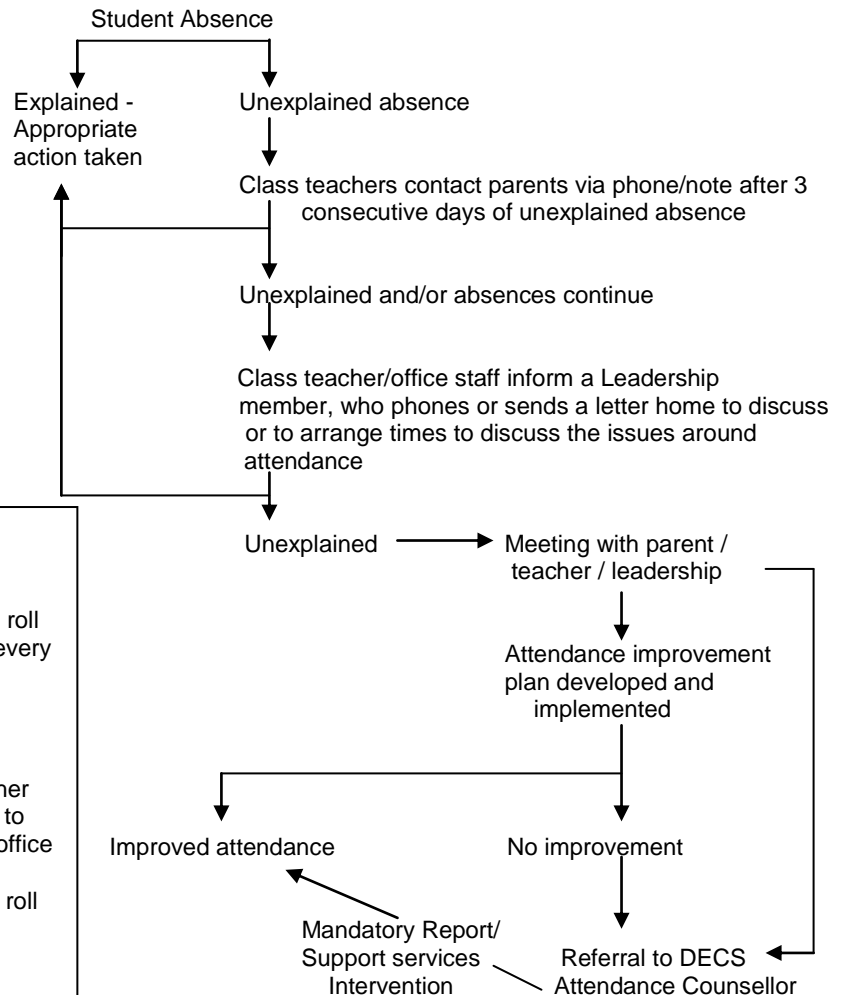 Student Absence
Explained -
Appropriate
action taken
Unexplained absence
Class teachers contact parents via phone/note after 3
consecutive days of unexplained absence
Unexplained and/or absences continue
Class teacher/office staff inform a Leadership
member, who phones or sends a letter home to discuss
or to arrange times to discuss the issues around
attendance
Unexplained
Meeting with parent /
teacher / leadership
roll
every
Attendance improvement
plan developed and
implemented
her
to
office
roll
Improved attendance
No improvement
Mandatory Report/
Support services
Intervention
Referral to DECS
Attendance Counsellor